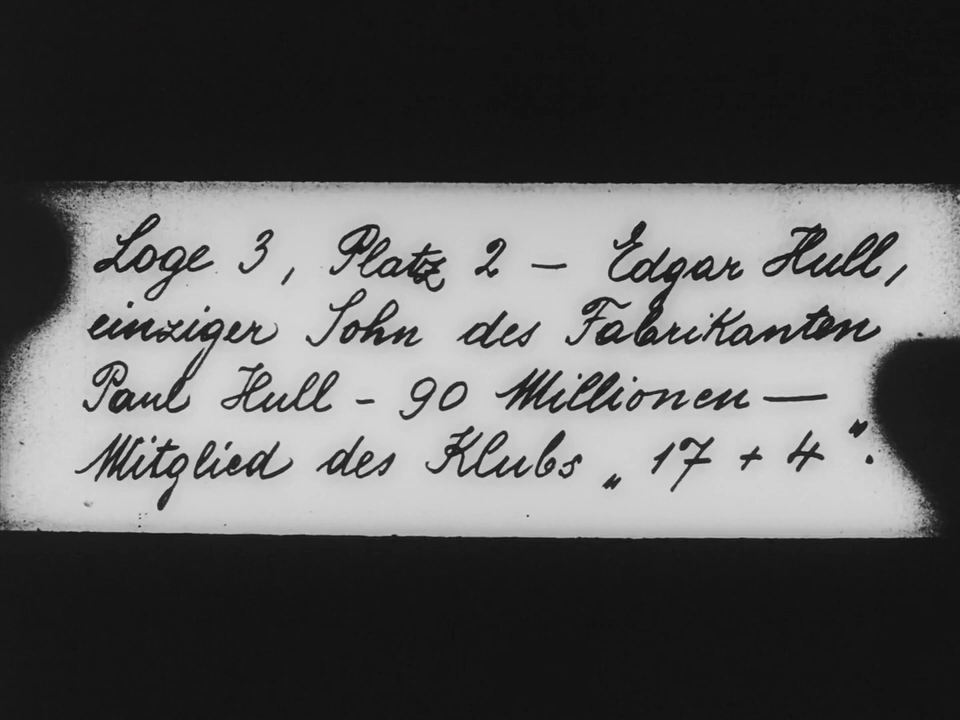 Loge 3, Platz 2 — Edgar Hull,
einziger Sohn des Fabrikanten
Paul Hull - 90 Millionen —
Mitglied des Klubs „ 17 + 4 ".